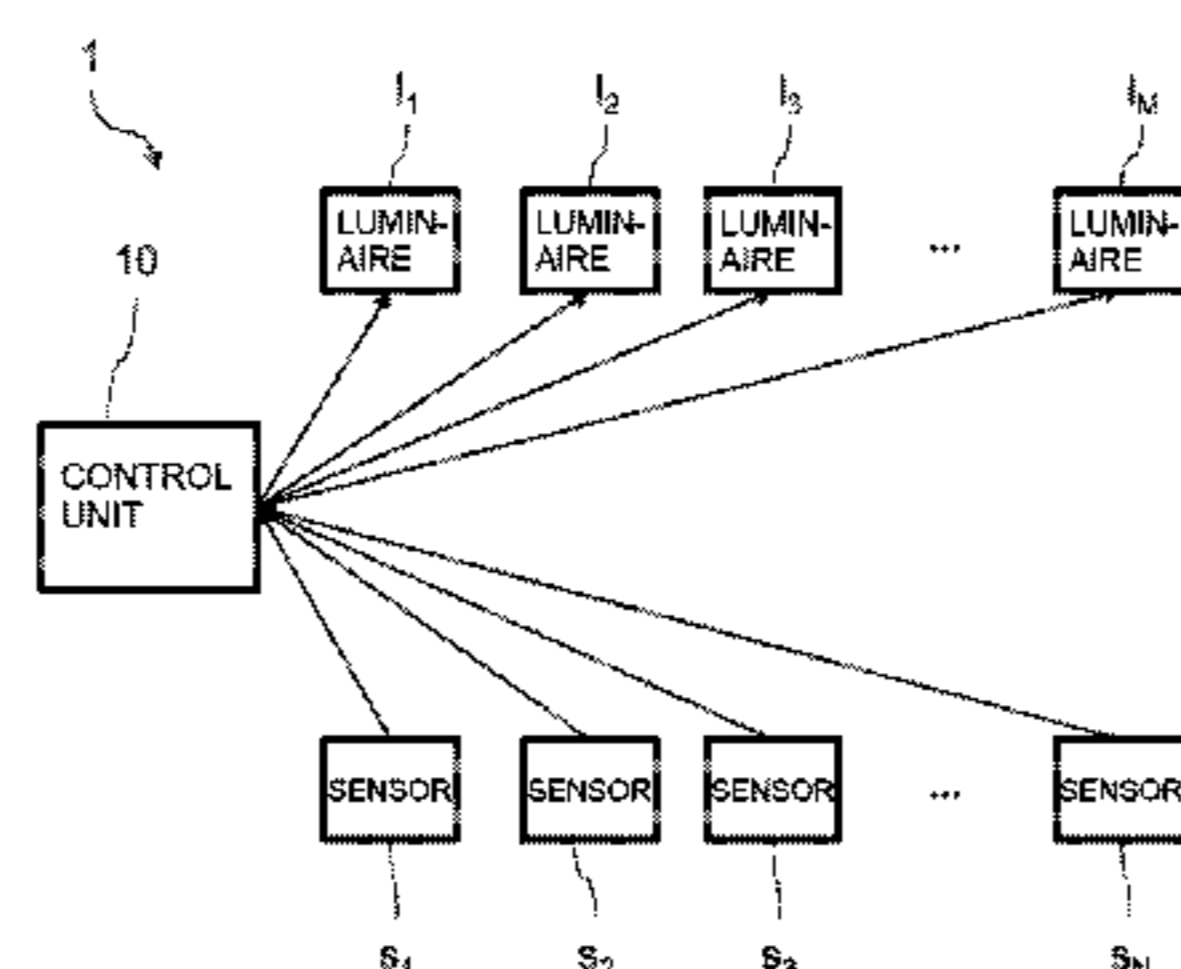 1
l₁ l₂ l₃ lM
LUMIN- LUMIN- LUMIN- ... LUMIN-
AIRE AIRE AIRE AIRE
10
CONTROL
UNIT
SENSOR SENSOR SENSOR ... SENSOR
s₁ s₂ s₃ sN